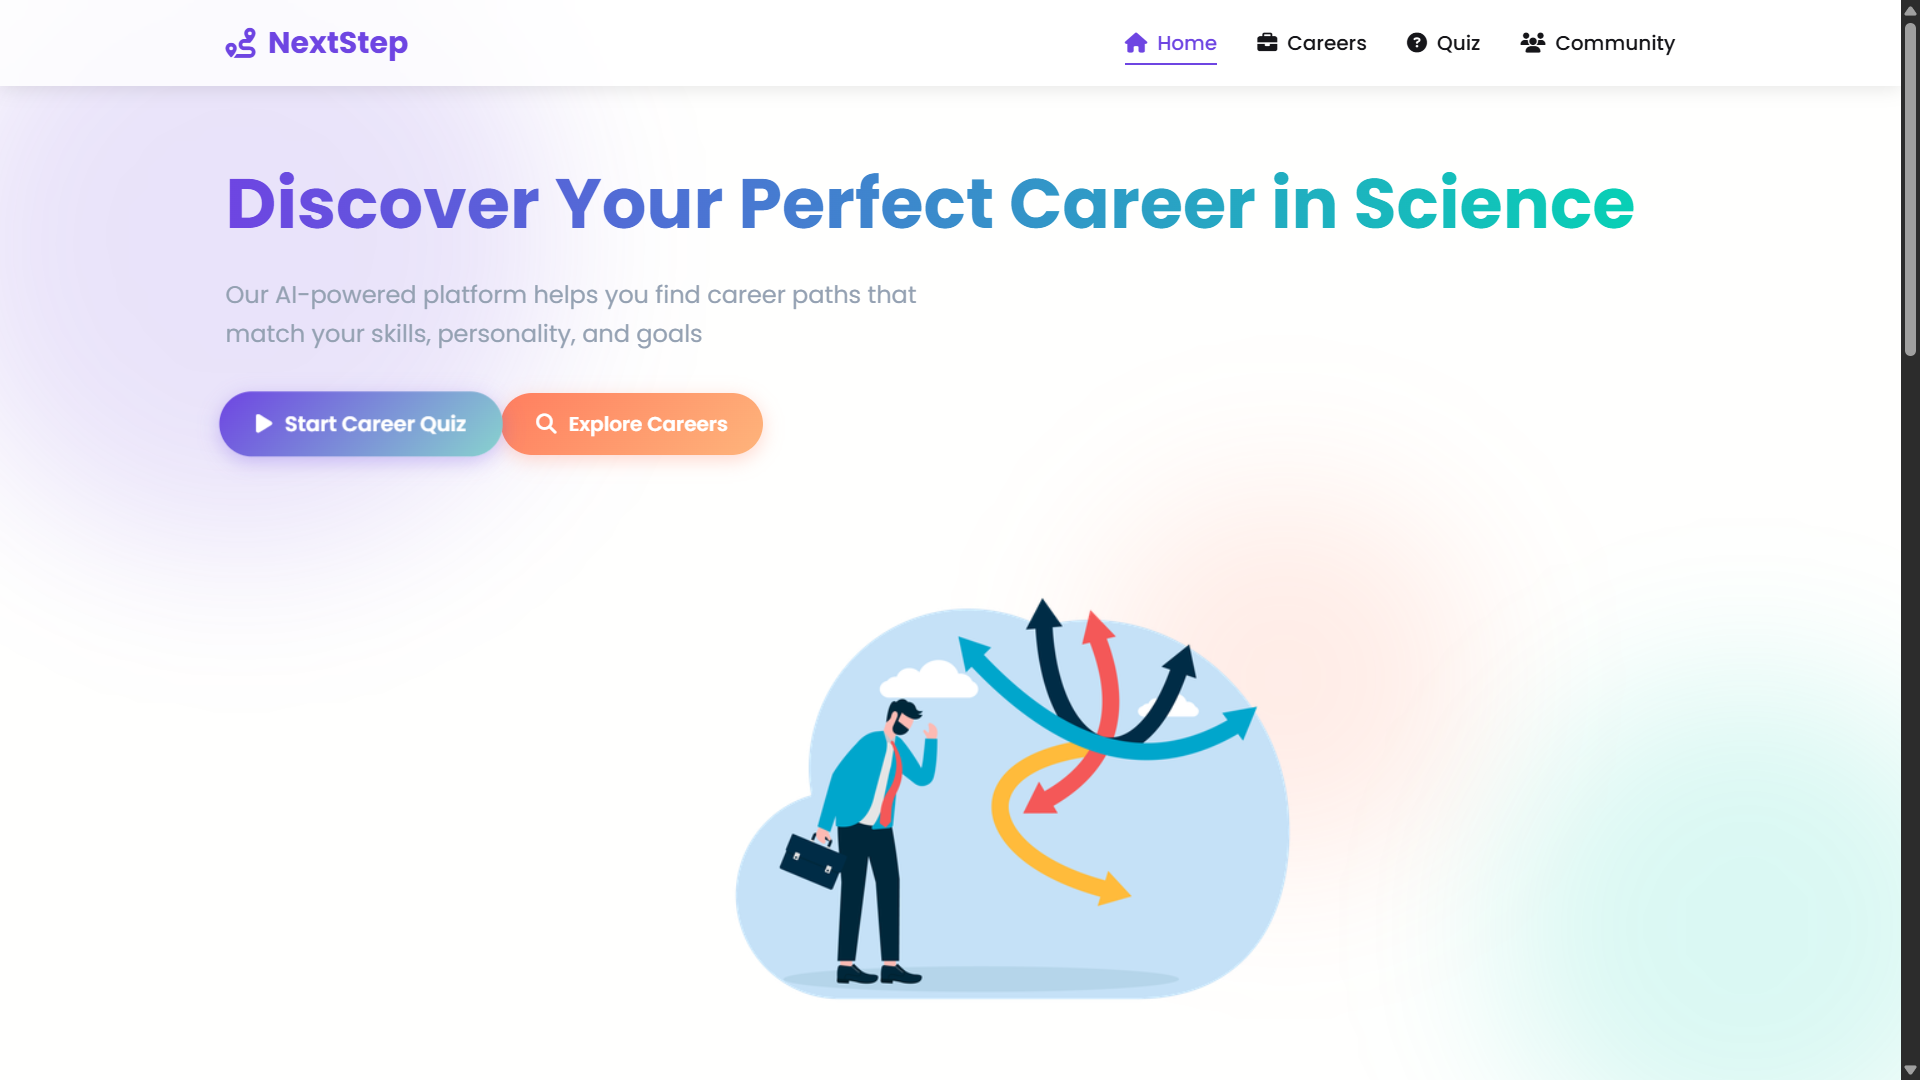 NextStep
Home
Careers
Quiz
Community
Discover Your Perfect Career in Science
Our AI-powered platform helps you find career paths that
match your skills, personality, and goals
Start Career Quiz
Explore Careers